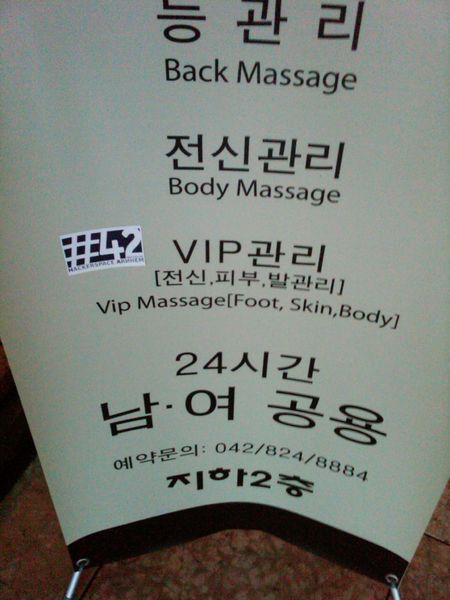 등 관 리
Back Massage
전신관리
Body Massage
#42
HACKERSPACE ARNHEM
VIP관리
[전신,피부,발관리]
Vip Massage[Foot, Skin,Body]
24시간
남·여 공용
예약문의: 042/824/8884
지하2층